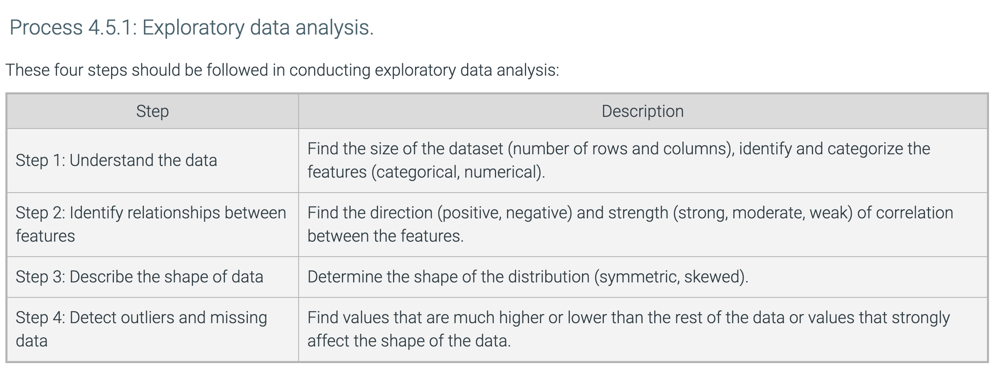 Process 4.5.1: Exploratory data analysis.
These four steps should be followed in conducting exploratory data analysis:
Step
Description
Step 1: Understand the data
Find the size of the dataset (number of rows and columns), identify and categorize the
features (categorical, numerical).
Step 2: Identify relationships between
features
Find the direction (positive, negative) and strength (strong, moderate, weak) of correlation
between the features.
Step 3: Describe the shape of data
Determine the shape of the distribution (symmetric, skewed).
Step 4: Detect outliers and missing
data
Find values that are much higher or lower than the rest of the data or values that strongly
affect the shape of the data.